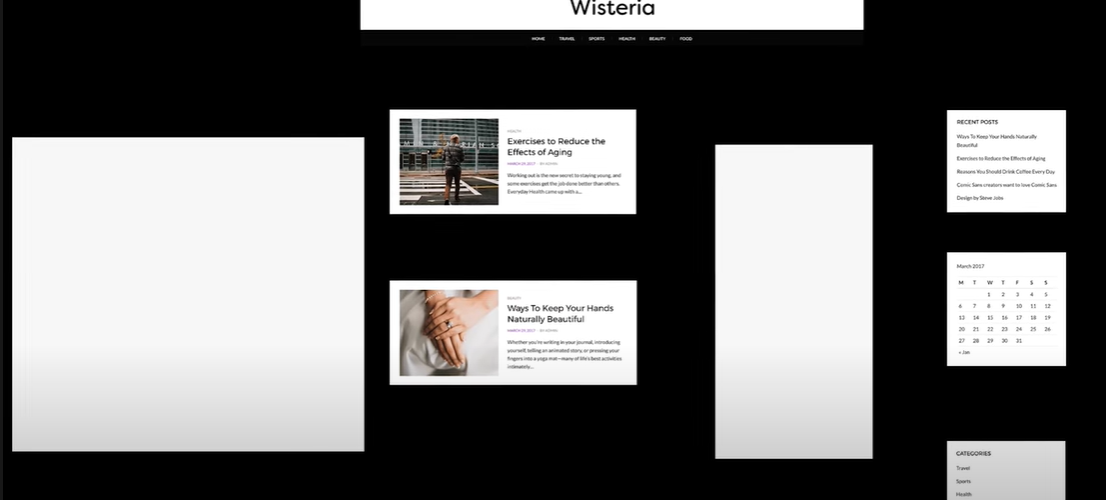 Wisteria
HOME TRAVEL SPORTS HEALTH BEAUTY FOOD
HEALTH
Exercises to Reduce the
Effects of Aging
MARCH 29, 2017 BY ADMIN
Working out is the new secret to staying young, and
some exercises get the job done better than others.
Everyday Health came up with a...
BEAUTY
Ways To Keep Your Hands
Naturally Beautiful
MARCH 29, 2017 BY ADMIN
Whether you're writing in your journal, introducing
yourself, telling an animated story, or pressing your
fingers into a yoga mat—many of life's best activities
intimately...
RECENT POSTS
Ways To Keep Your Hands Naturally
Beautiful
Exercises to Reduce the Effects of Aging
Reasons You Should Drink Coffee Every Day
Comic Sans creators want to love Comic Sans
Design by Steve Jobs
March 2017
M T W T F S S
1 2 3 4 5
6 7 8 9 10 11 12
13 14 15 16 17 18 19
20 21 22 23 24 25 26
27 28 29 30 31
« Jan
CATEGORIES
Travel
Sports
Health